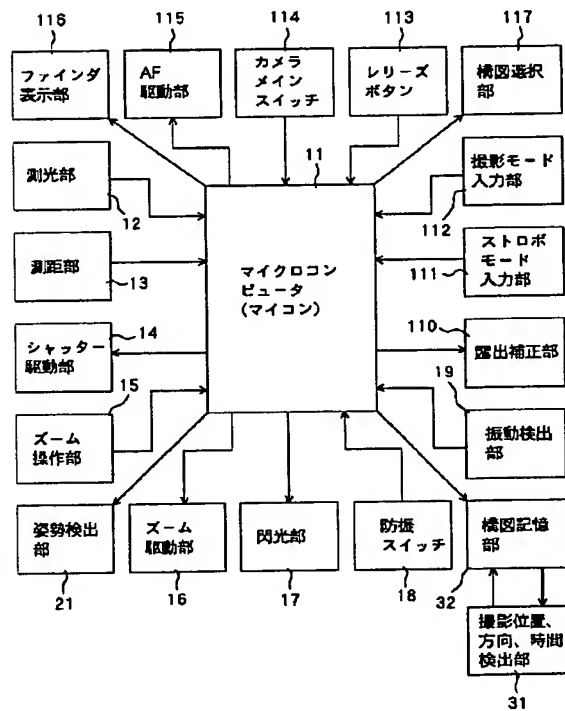 116
115
114
113
117
ファインダ
表示部
AF
駆動部
カメラ
メイン
スイッチ
レリーズ
ボタン
構図選択
部
11
測光部
12
撮影モード
入力部
112
測距部
13
マイクロコン
ピュータ
(マイコン)
ストロボ
モード
入力部
111
14
シャッター
駆動部
110
露出補正部
15
ズーム
操作部
19
振動検出
部
姿勢検出
部
21
ズーム
駆動部
16
閃光部
17
防振
スイッチ
18
構図記憶
部
32
撮影位置、
方向、時間
検出部
31